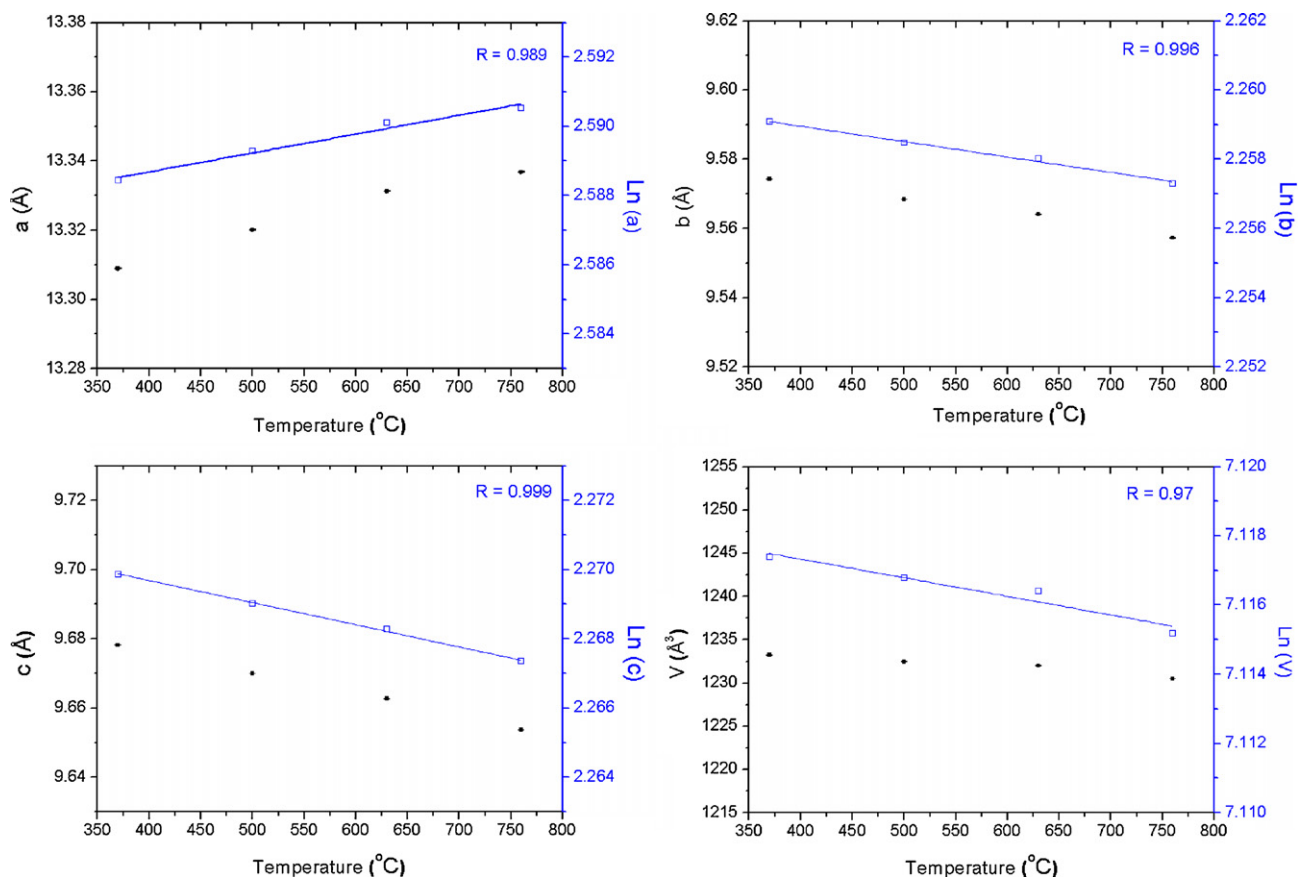 13.38
13.36
13.34
13.32
13.30
13.28
a (Å)
R = 0.989
2.592
2.590
2.588
2.586
2.584
Ln (a)
350 400 450 500 550 600 650 700 750 800
Temperature (°C)
9.62
9.60
9.58
9.56
9.54
9.52
b (Å)
R = 0.996
2.262
2.260
2.258
2.256
2.254
2.252
Ln (b)
350 400 450 500 550 600 650 700 750 800
Temperature (°C)
9.72
9.70
9.68
9.66
9.64
c (Å)
R = 0.999
2.272
2.270
2.268
2.266
2.264
Ln (c)
350 400 450 500 550 600 650 700 750 800
Temperature (°C)
1255
1250
1245
1240
1235
1230
1225
1220
1215
V (Å³)
R = 0.97
7.120
7.118
7.116
7.114
7.112
7.110
Ln (V)
350 400 450 500 550 600 650 700 750 800
Temperature (°C)